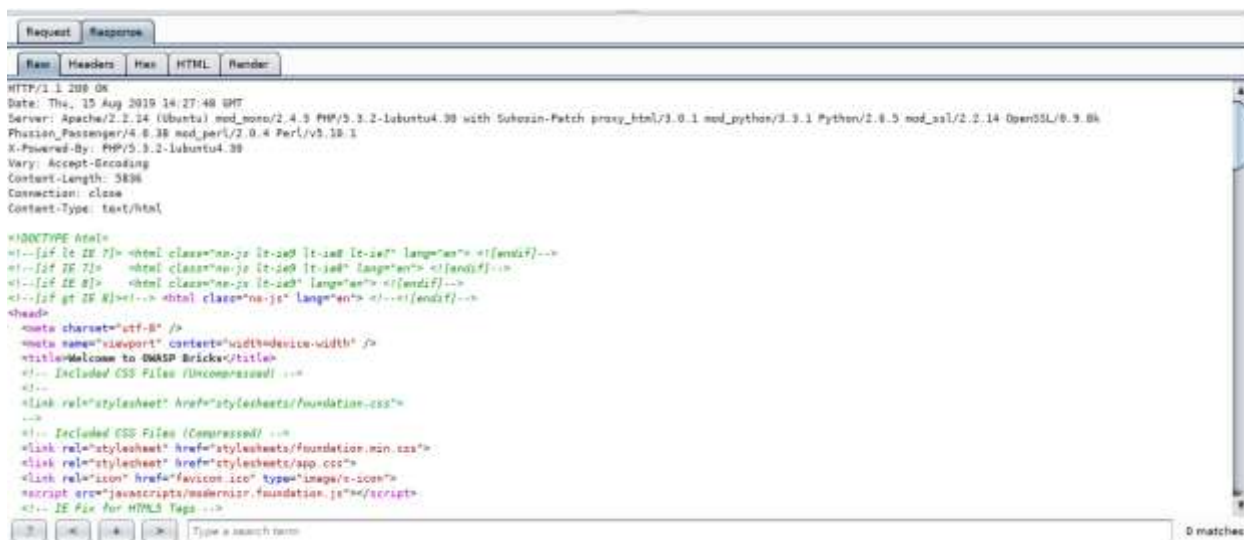 Request Response
Raw Headers Hex HTML Render
HTTP/1.1 200 OK
Date: Thu, 15 Aug 2019 14:27:48 GMT
Server: Apache/2.2.14 (Ubuntu) mod_mono/2.4.3 PHP/5.3.2-1ubuntu4.30 with Suhosin-Patch proxy_html/3.0.1 mod_python/3.3.1 Python/2.6.5 mod_ssl/2.2.14 OpenSSL/0.9.8k
Phusion_Passenger/4.0.38 mod_perl/2.0.4 Perl/v5.10.1
X-Powered-By: PHP/5.3.2-1ubuntu4.30
Vary: Accept-Encoding
Content-Length: 5836
Connection: close
Content-Type: text/html
<!DOCTYPE html>
<!--[if lt IE 7]> <html class="no-js lt-ie9 lt-ie8 lt-ie7" lang="en"> <![endif]-->
<!--[if IE 7]> <html class="no-js lt-ie9 lt-ie8" lang="en"> <![endif]-->
<!--[if IE 8]> <html class="no-js lt-ie9" lang="en"> <![endif]-->
<!--[if gt IE 8]><!--> <html class="no-js" lang="en"> <!--<![endif]-->
<head>
<meta charset="utf-8" />
<meta name="viewport" content="width=device-width" />
<title>Welcome to OWASP Bricks</title>
<!-- Included CSS Files (Uncompressed) -->
<!--
<link rel="stylesheet" href="stylesheets/foundation.css">
-->
<!-- Included CSS Files (Compressed) -->
<link rel="stylesheet" href="stylesheets/foundation.min.css">
<link rel="stylesheet" href="stylesheets/app.css">
<link rel="icon" href="favicon.ico" type="image/x-icon">
<script src="javascripts/modernizr.foundation.js"></script>
<!-- IE Fix for HTML5 Tags -->
? < + > Type a search term 0 matches